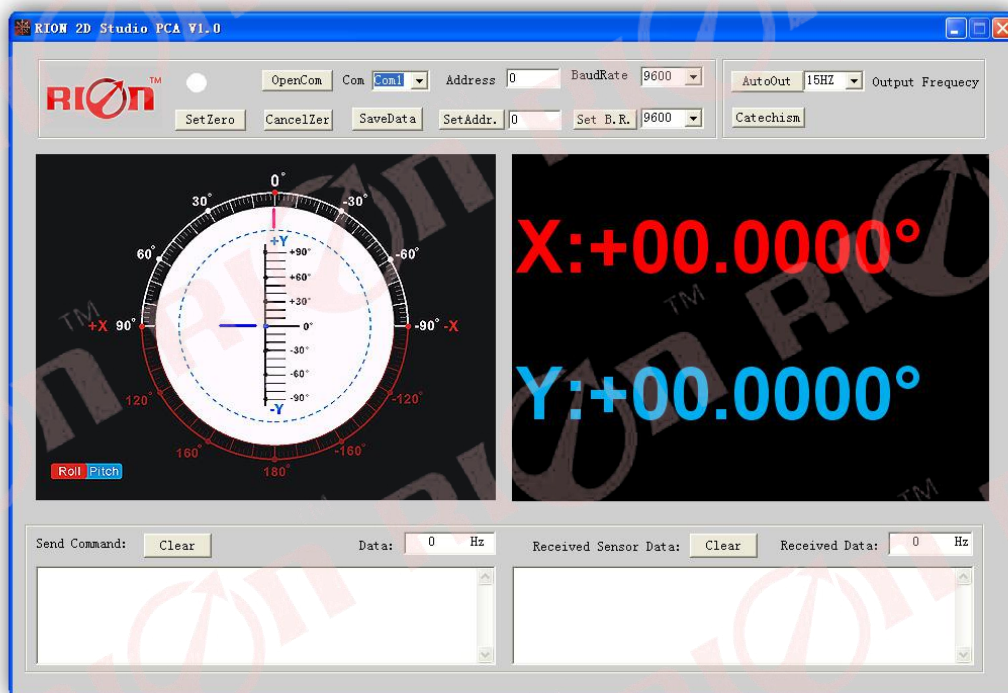 RION 2D Studio PCA V1.0
RION TM
OpenCom Com Com1 Address 0 BaudRate 9600
SetZero CancelZer SaveData SetAddr. 0 Set B.R. 9600
AutoOut 15HZ Output Frequecy
Catechism
0°
30° -30°
60° -60°
+X 90° -90° -X
120° -120°
160° -160°
180°
+Y
+90°
+60°
+30°
0°
-30°
-60°
-90°
-Y
Roll Pitch
X:+00.0000°
Y:+00.0000°
Send Command: Clear Data: 0 Hz
Received Sensor Data: Clear Received Data: 0 Hz
RION TM